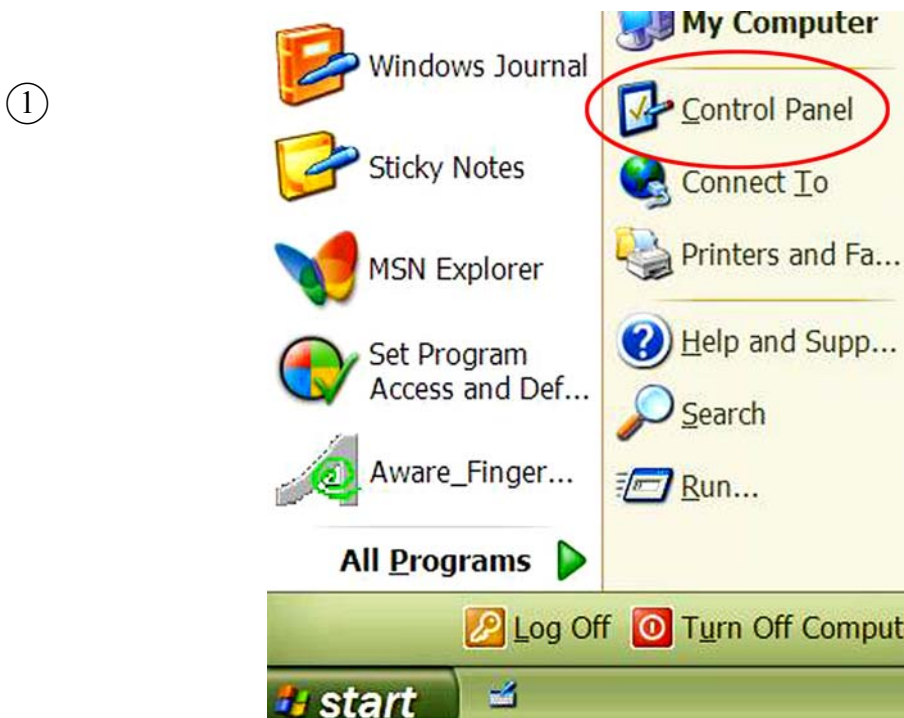 ①
Windows Journal
Sticky Notes
MSN Explorer
Set Program
Access and Def...
Aware_Finger...
All Programs
My Computer
Control Panel
Connect To
Printers and Fa...
Help and Supp...
Search
Run...
Log Off
Turn Off Comput
start